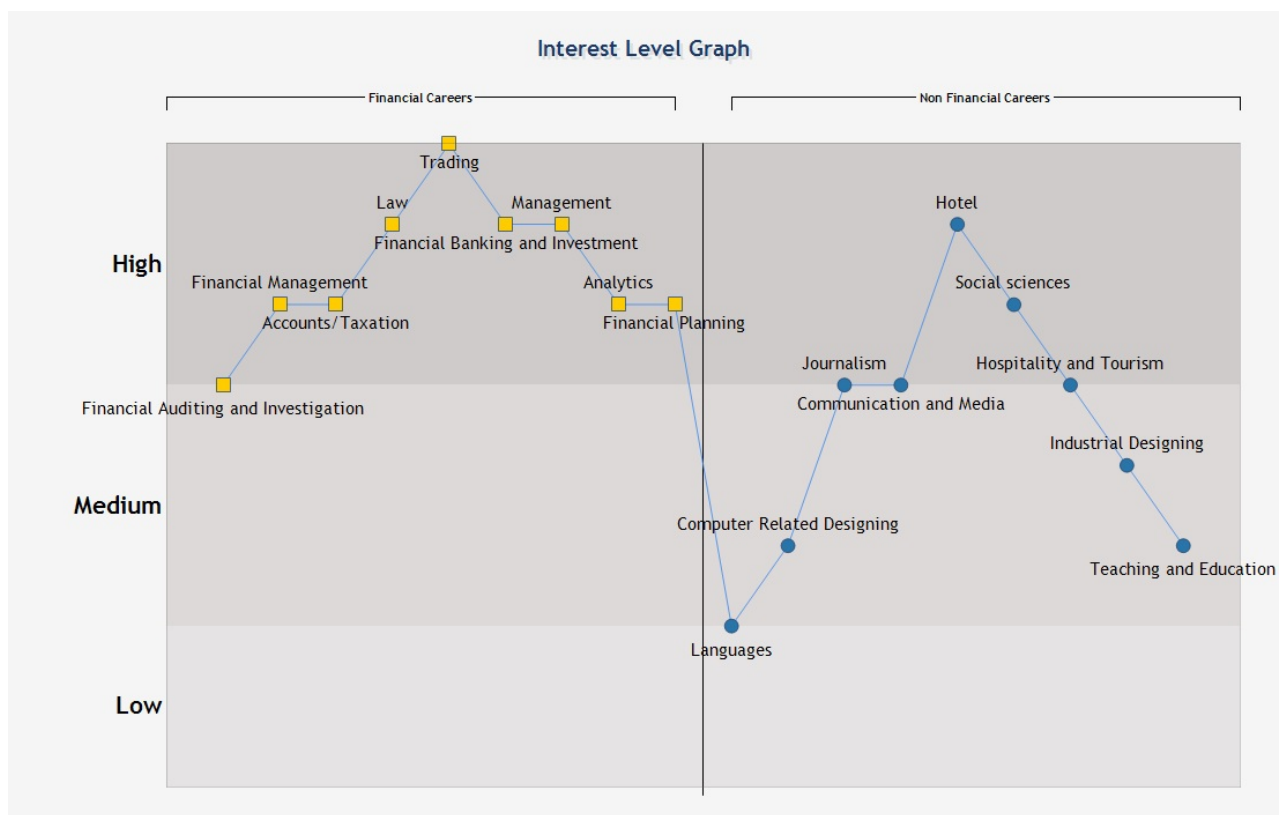 Interest Level Graph
Financial Careers
Non Financial Careers
Trading
Law
Management
Hotel
Financial Banking and Investment
High
Financial Management
Analytics
Social sciences
Accounts/Taxation
Financial Planning
Journalism
Hospitality and Tourism
Financial Auditing and Investigation
Communication and Media
Industrial Designing
Medium
Computer Related Designing
Teaching and Education
Languages
Low